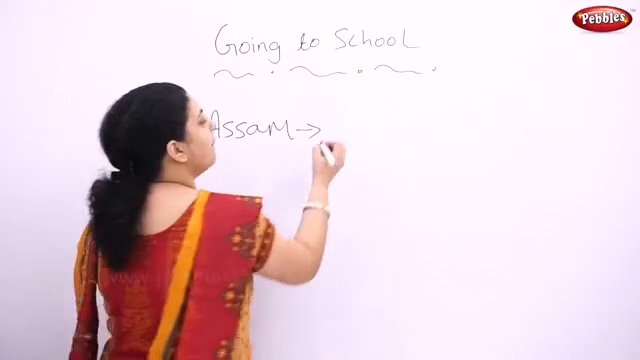 Going to School
Assam →
Pebbles